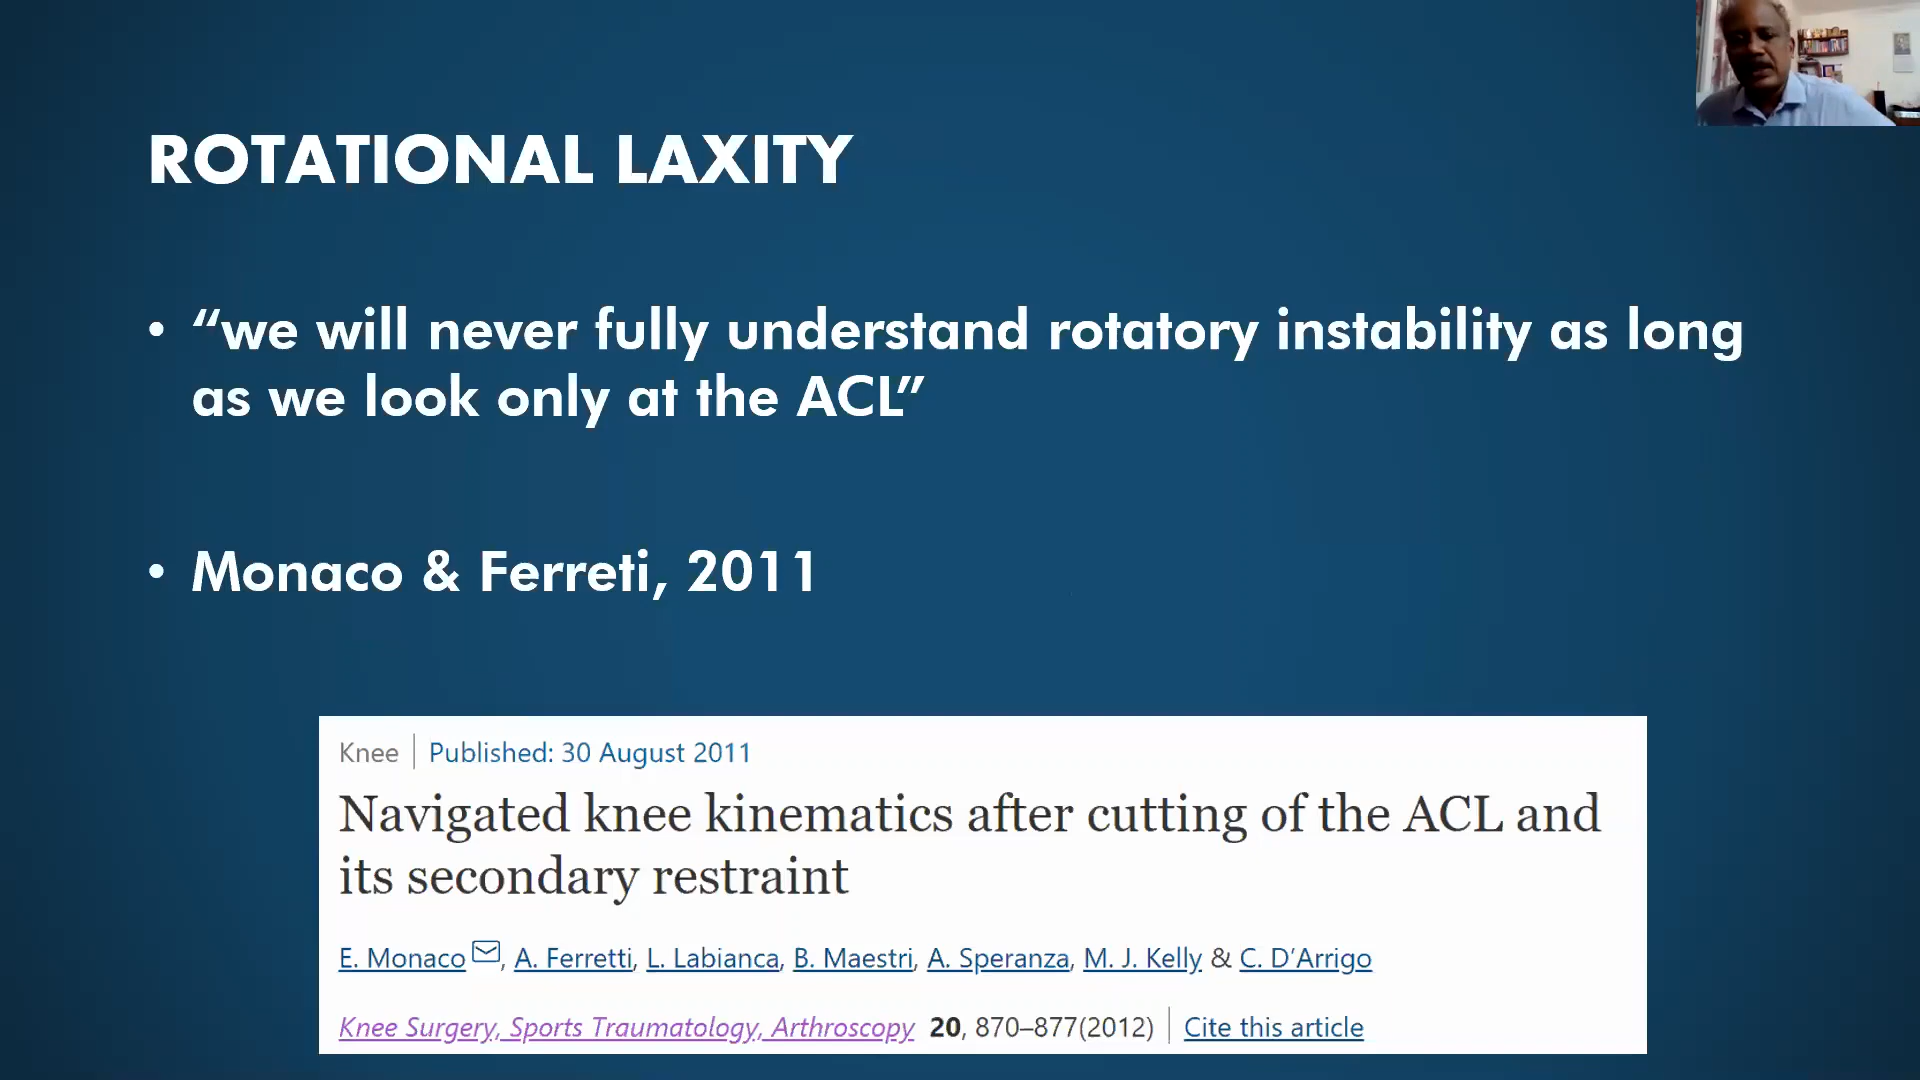 ROTATIONAL LAXITY
• “we will never fully understand rotatory instability as long
as we look only at the ACL”
• Monaco & Ferreti, 2011
Knee | Published: 30 August 2011
Navigated knee kinematics after cutting of the ACL and
its secondary restraint
E. Monaco, A. Ferretti, L. Labianca, B. Maestri, A. Speranza, M. J. Kelly & C. D’Arrigo
Knee Surgery, Sports Traumatology, Arthroscopy 20, 870–877(2012) | Cite this article